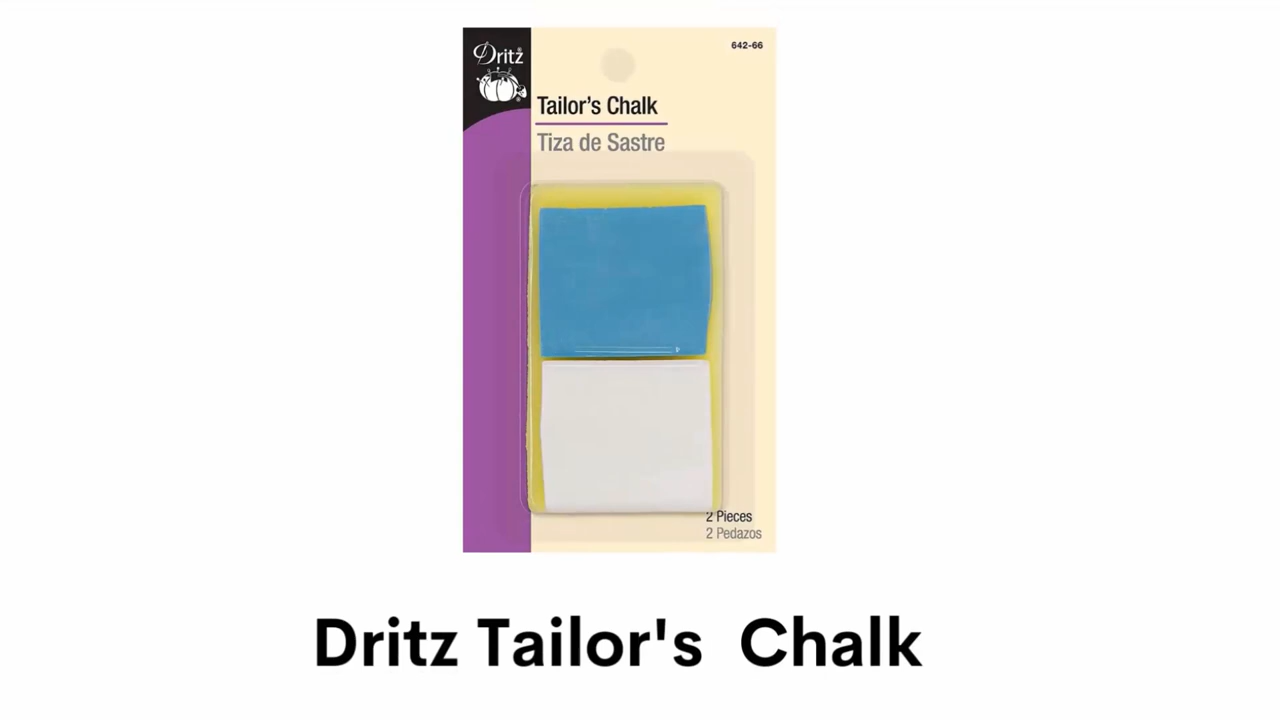 Dritz
642-66
Tailor's Chalk
Tiza de Sastre
2 Pieces
2 Pedazos
Dritz Tailor's Chalk